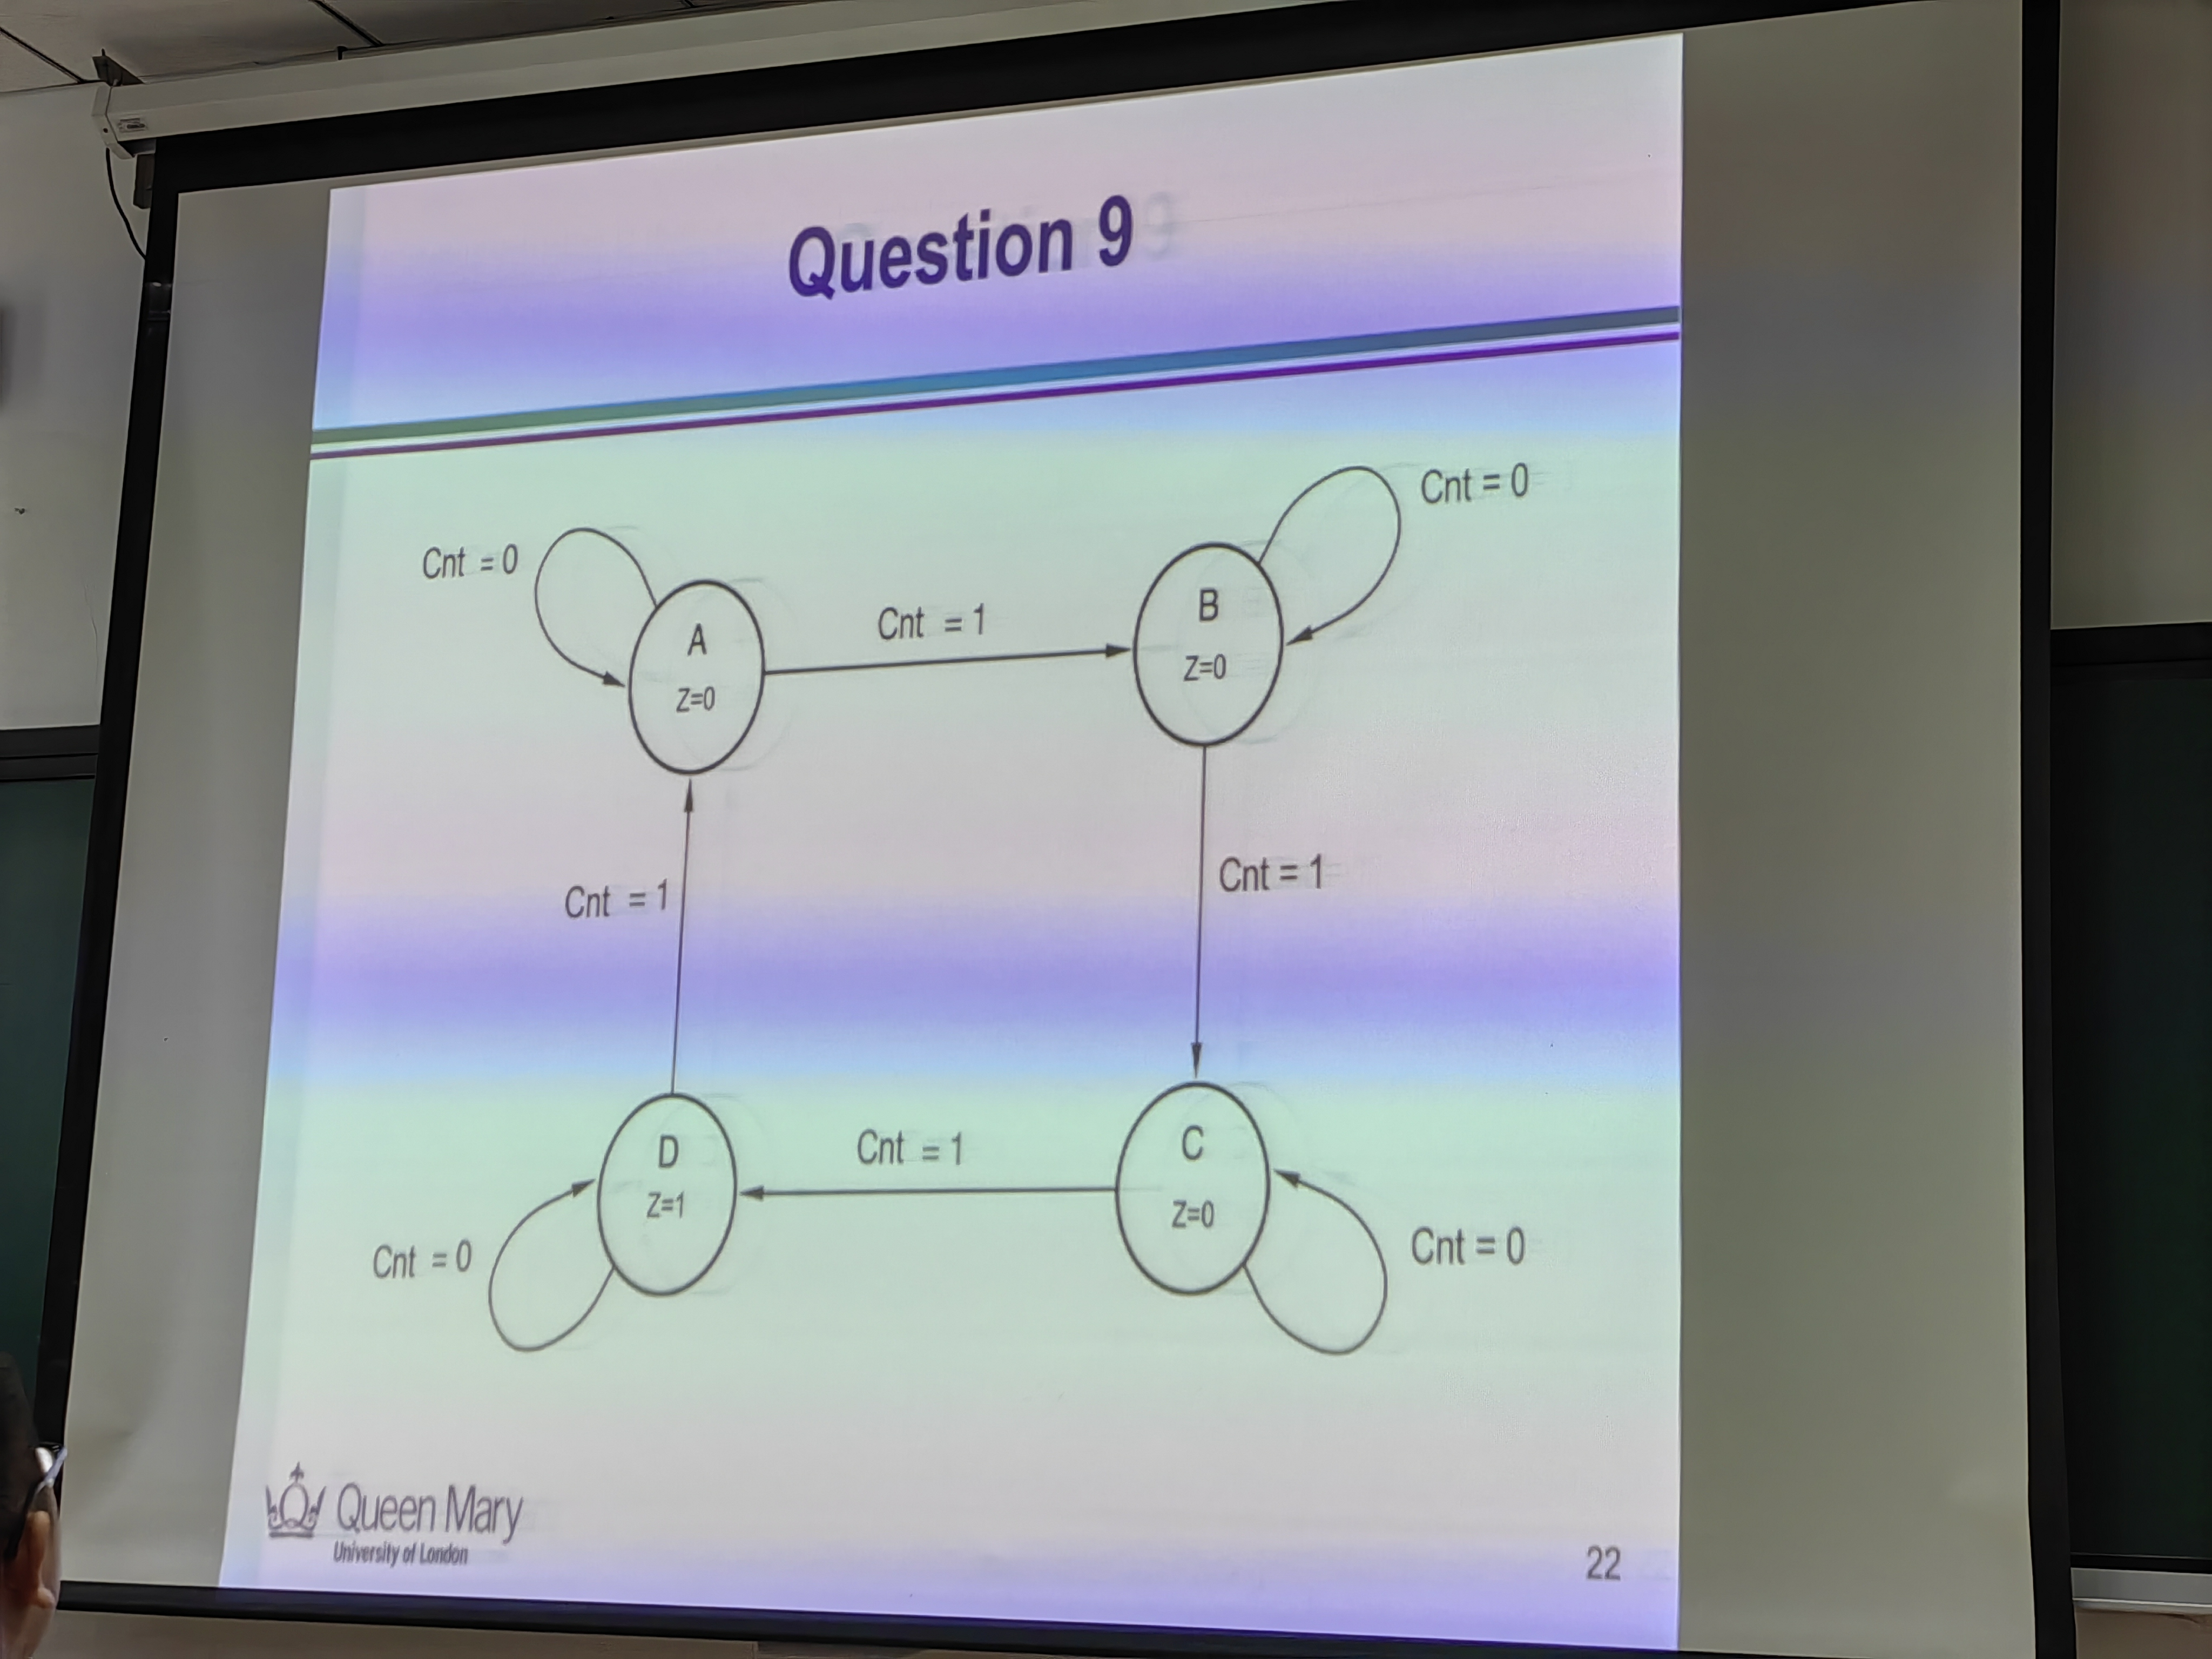 Question 9
Cnt = 0
Cnt = 0
A
Z=0
Cnt = 1
B
Z=0
Cnt = 1
Cnt = 1
D
Z=1
Cnt = 1
C
Z=0
Cnt = 0
Cnt = 0
Queen Mary
University of London
22